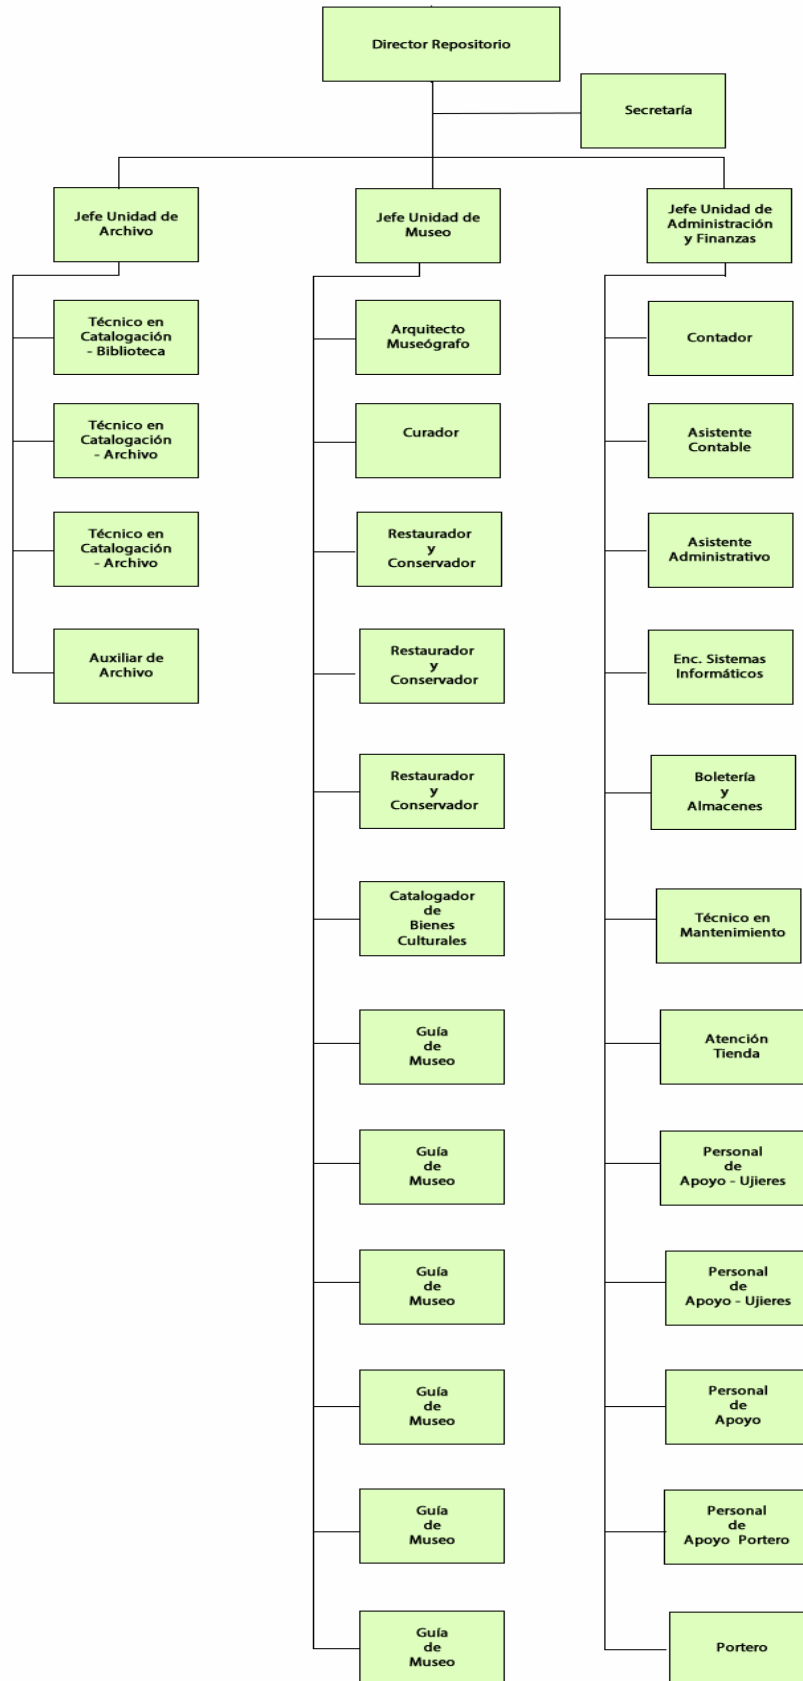 Director Repositorio
Secretaría
Jefe Unidad de
Archivo
Jefe Unidad de
Museo
Jefe Unidad de
Administración
y Finanzas
Técnico en
Catalogación
- Biblioteca
Técnico en
Catalogación
- Archivo
Técnico en
Catalogación
- Archivo
Auxiliar de
Archivo
Arquitecto
Museógrafo
Curador
Restaurador
y
Conservador
Restaurador
y
Conservador
Restaurador
y
Conservador
Catalogador
de
Bienes
Culturales
Guía
de
Museo
Guía
de
Museo
Guía
de
Museo
Guía
de
Museo
Guía
de
Museo
Guía
de
Museo
Contador
Asistente
Contable
Asistente
Administrativo
Enc. Sistemas
Informáticos
Boletería
y
Almacenes
Técnico en
Mantenimiento
Atención
Tienda
Personal
de
Apoyo - Ujieres
Personal
de
Apoyo - Ujieres
Personal
de
Apoyo
Personal
de
Apoyo Portero
Portero